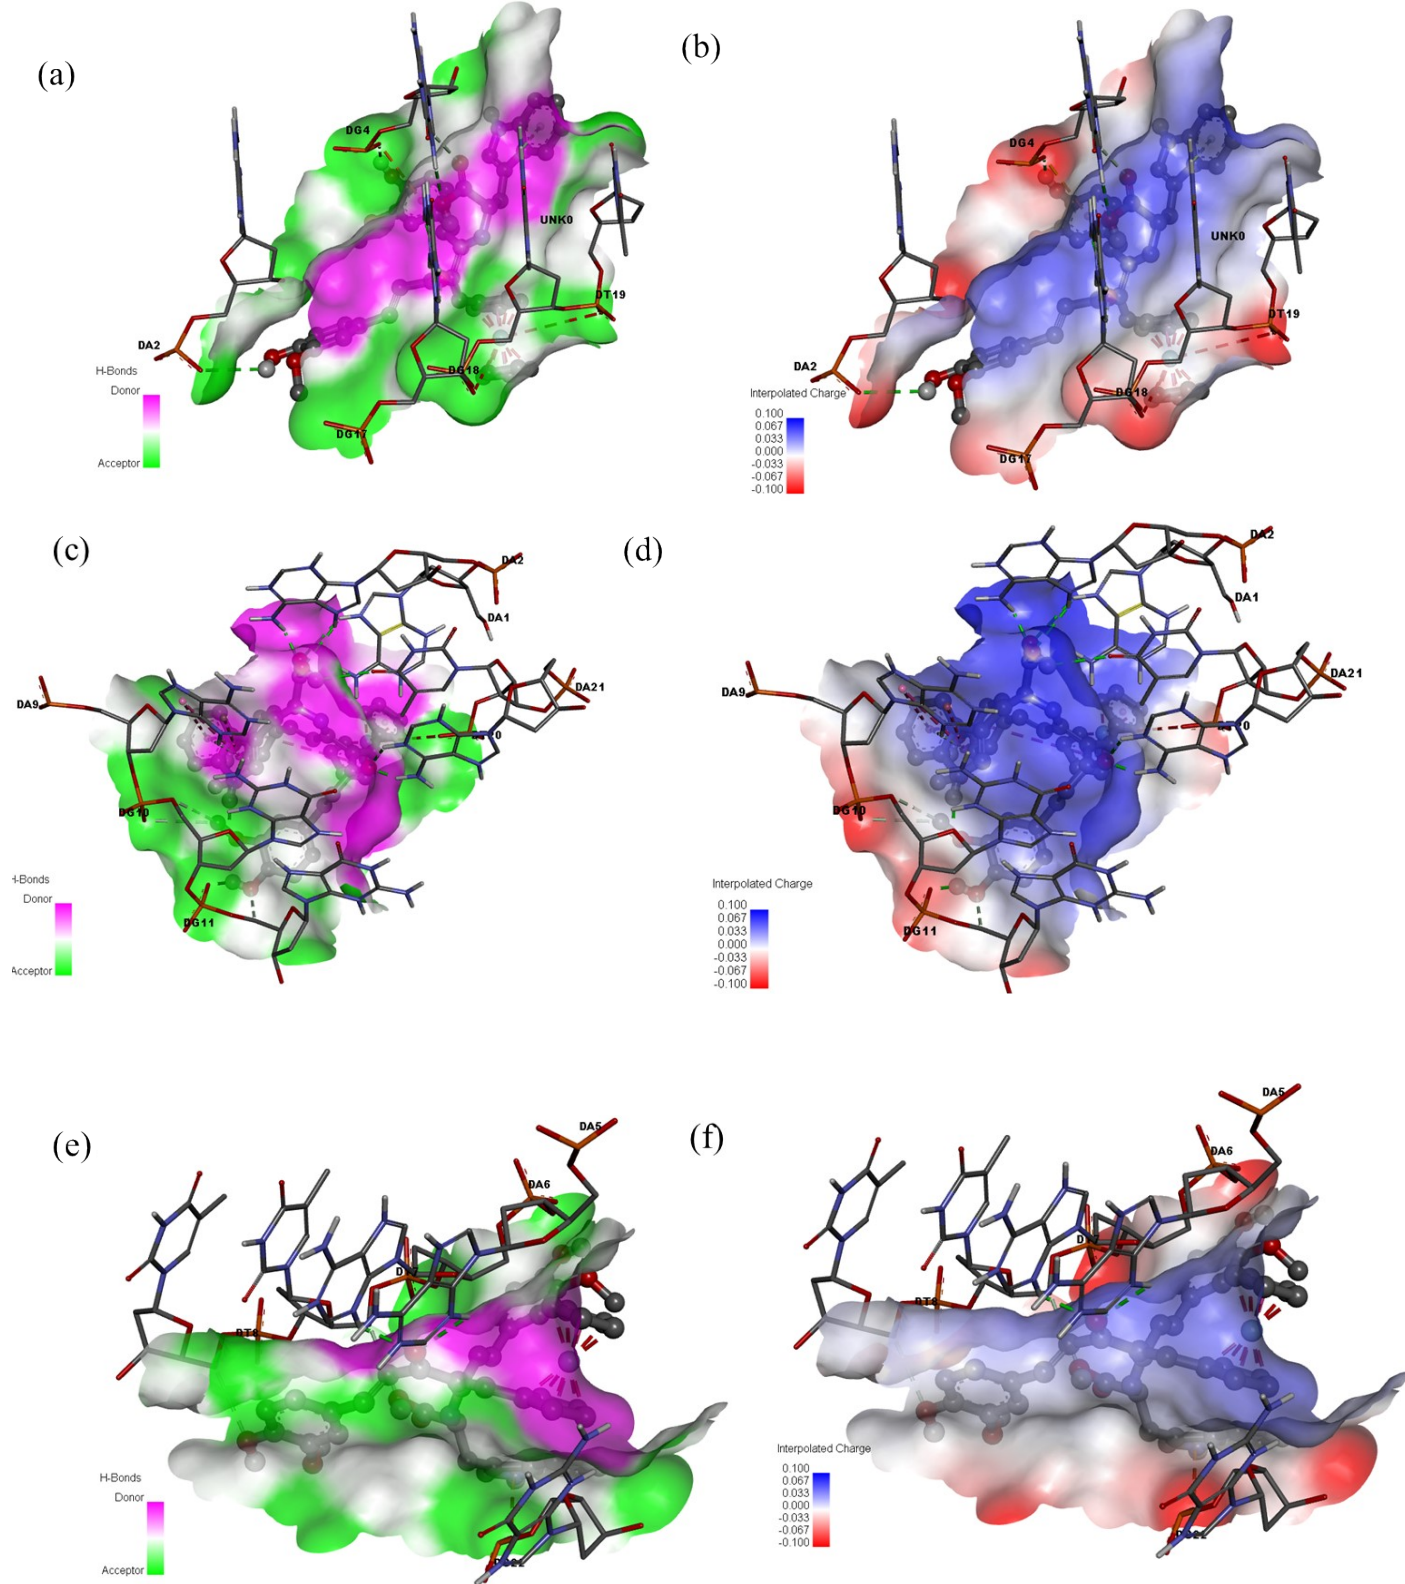 (a)
DG4
UNK0
DT19
DA2
H-Bonds
Donor
DG18
DG17
Acceptor
(b)
DG4
UNK0
DT19
DA2
Interpolated Charge
0.100
0.067
0.033
0.000
-0.033
-0.067
-0.100
DG18
DG17
(c)
DA2
DA1
DA21
DA9
DG10
H-Bonds
Donor
DG11
Acceptor
(d)
DA2
DA1
DA21
DA9
DG10
Interpolated Charge
0.100
0.067
0.033
0.000
-0.033
-0.067
-0.100
DG11
(e)
DA5
DA6
DT8
H-Bonds
Donor
Acceptor
(f)
DA5
DA6
DT8
Interpolated Charge
0.100
0.067
0.033
0.000
-0.033
-0.067
-0.100